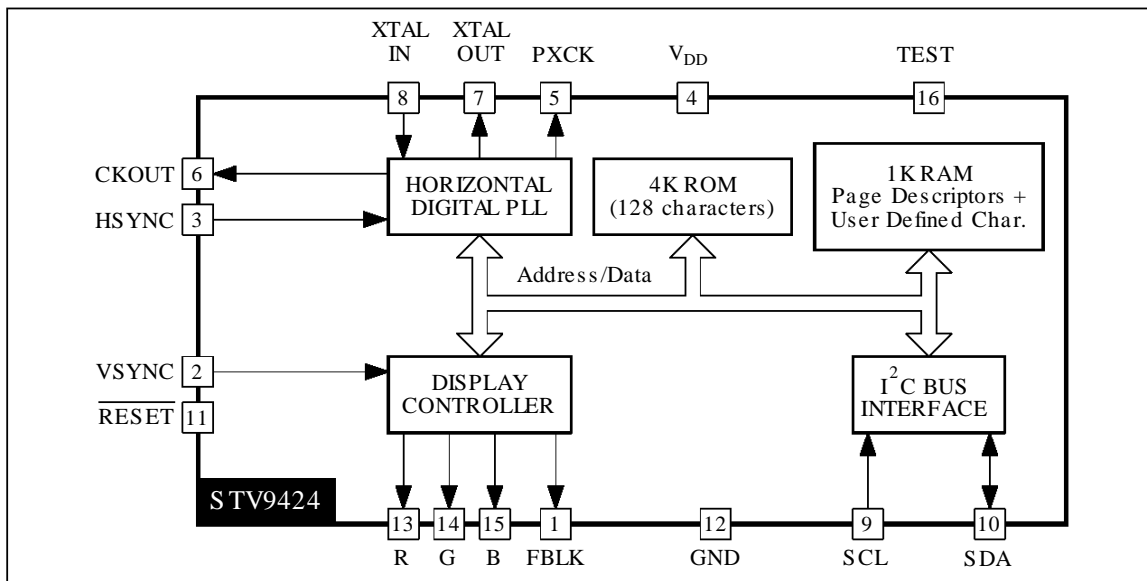 XTAL IN
XTAL OUT
PXCK
V_DD
TEST
8
7
5
4
16
CKOUT
6
HSYNC
3
HORIZONTAL
DIGITAL PLL
4K ROM
(128 characters)
1K RAM
Page Descriptors +
User Defined Char.
Address/Data
VSYNC
2
RESET
11
DISPLAY
CONTROLLER
I²C BUS
INTERFACE
STV9424
13
14
15
1
12
9
10
R
G
B
FBLK
GND
SCL
SDA